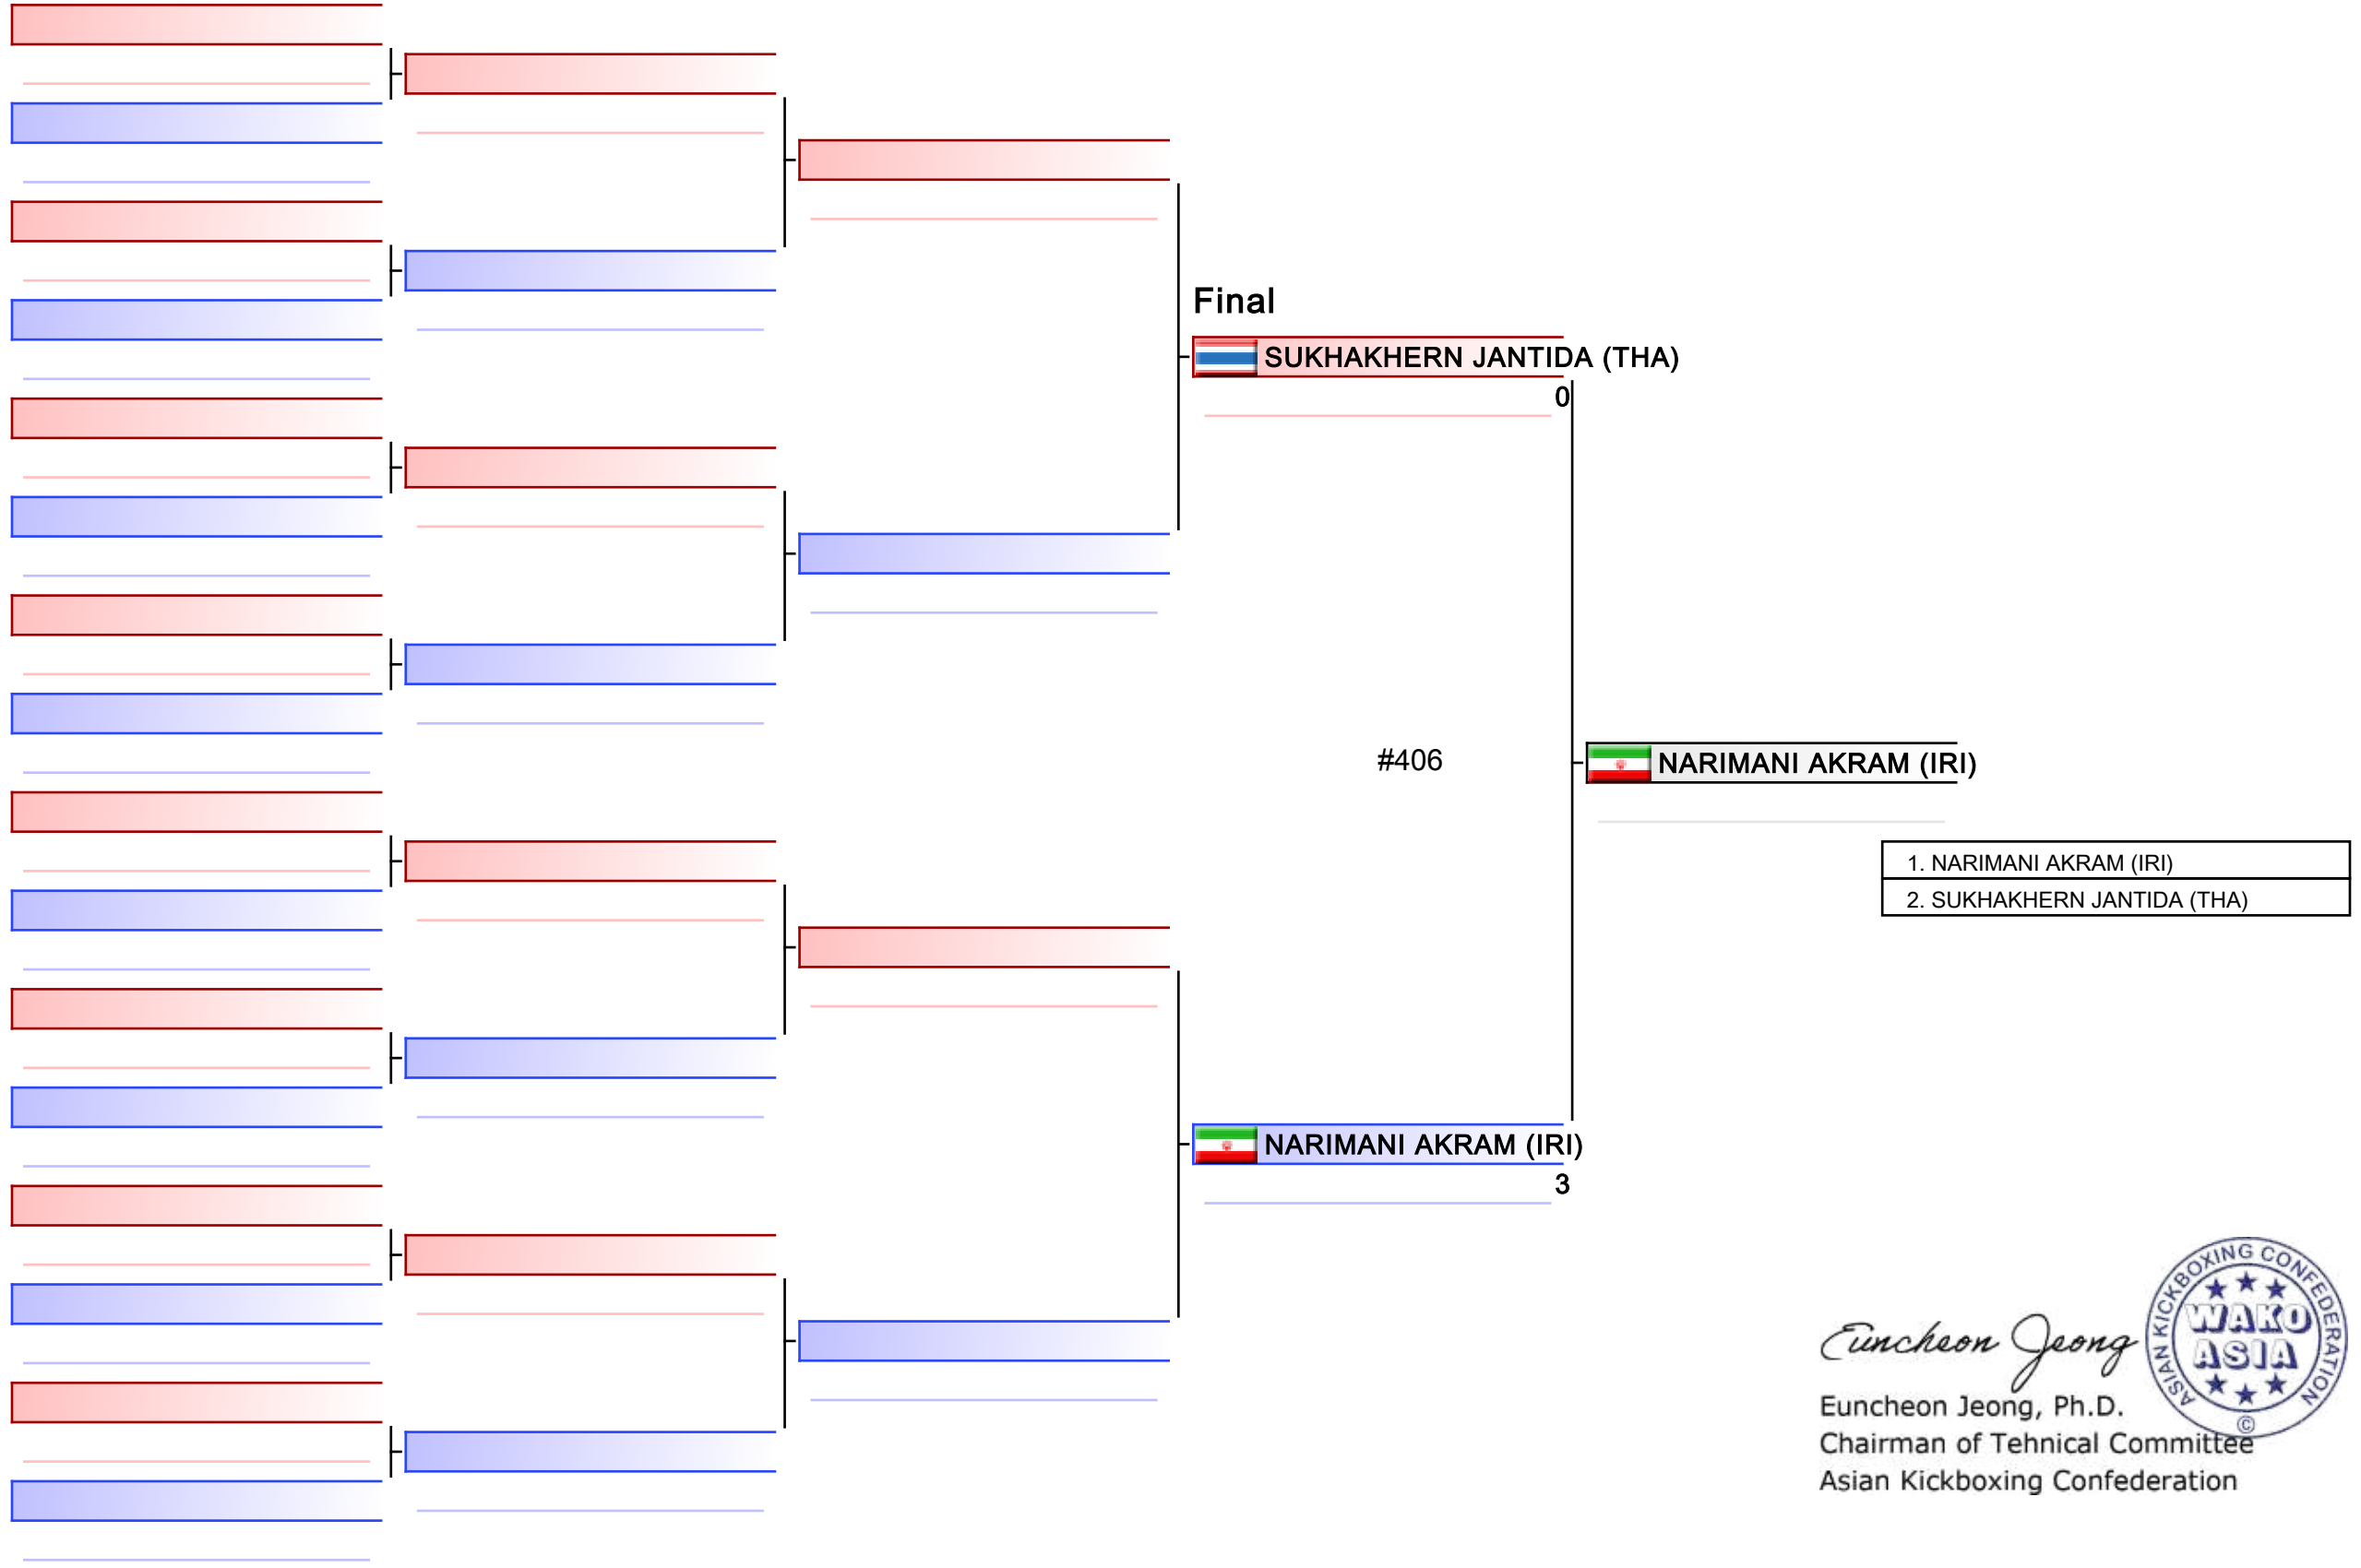 Final
SUKHAKHERN JANTIDA (THA)
0
#406
NARIMANI AKRAM (IRI)
1. NARIMANI AKRAM (IRI)
2. SUKHAKHERN JANTIDA (THA)
NARIMANI AKRAM (IRI)
3
ASIAN KICKBOXING CONFEDERATION
WAKO
ASIA
©
Euncheon Jeong
Euncheon Jeong, Ph.D.
Chairman of Tehnical Committee
Asian Kickboxing Confederation